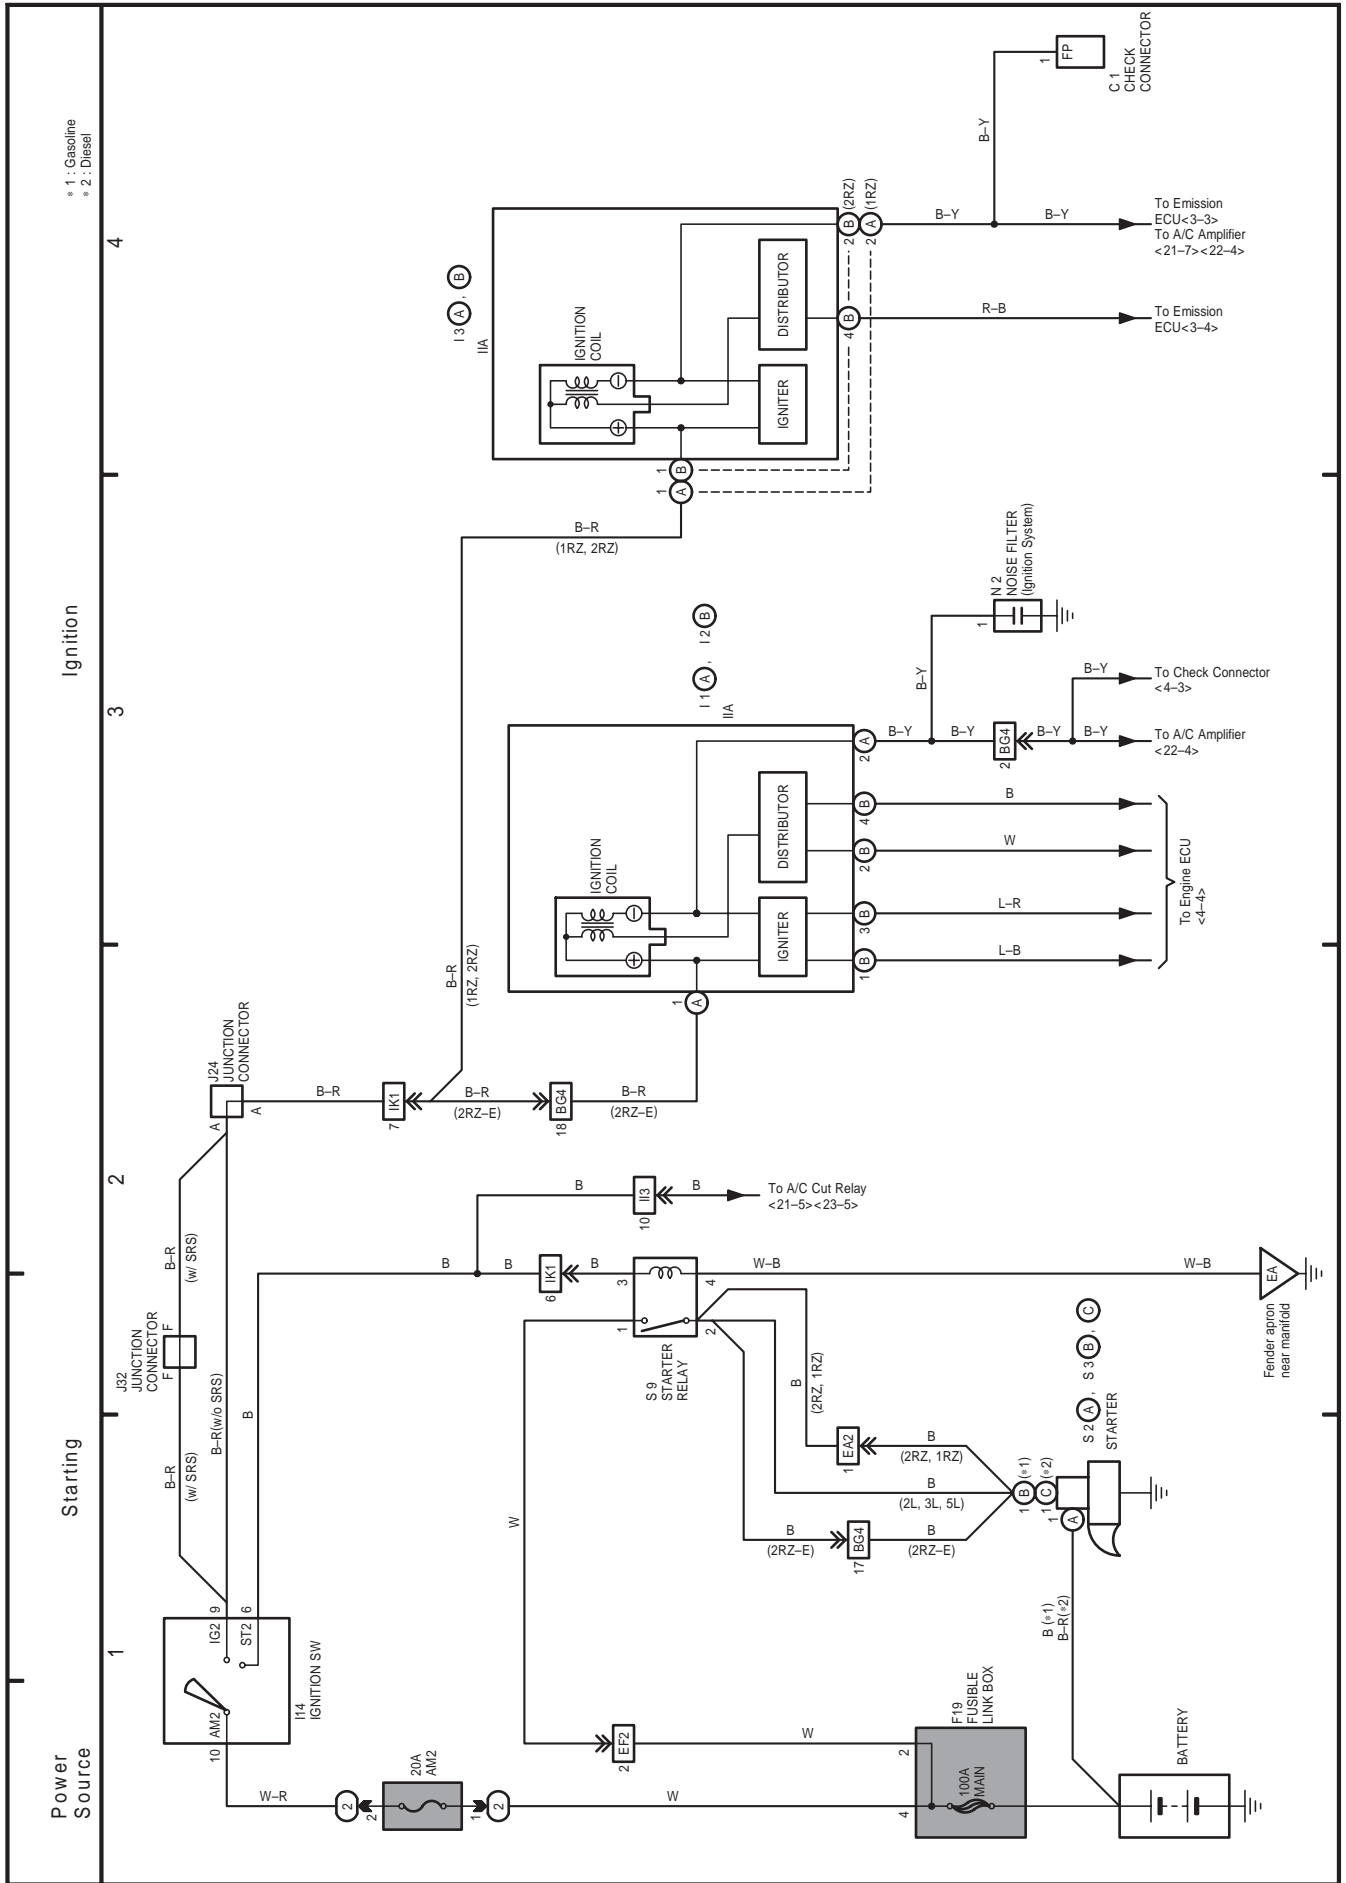 Power
Source
Starting
Ignition
1
2
3
4
* 1 : Gasoline
* 2 : Diesel
10
AM2
IG2
9
ST2
6
I14
IGNITION SW
W–R
2
2
20A
AM2
1
2
W
4
2
100A
MAIN
F19
FUSIBLE
LINK BOX
BATTERY
W
2
EF2
W
B (*1)
B–R(*2)
B–R
(w/ SRS)
F
F
J32
JUNCTION
CONNECTOR
B–R
(w/ SRS)
B–R(w/o SRS)
B
A
A
J24
JUNCTION
CONNECTOR
B–R
7
IK1
B–R
(2RZ–E)
18
BG4
B–R
(2RZ–E)
B–R
(1RZ, 2RZ)
B
B
6
IK1
B
B
10
II3
B
To A/C Cut Relay
<21–5><23–5>
3
4
1
2
S 9
STARTER
RELAY
W–B
W–B
EA
Fender apron
near manifold
B
(2RZ, 1RZ)
1
EA2
B
(2RZ, 1RZ)
B
(2L, 3L, 5L)
B
(2RZ–E)
17
BG4
B
(2RZ–E)
1
B
(*1)
1
C
(*2)
1
A
S 2 A , S 3 B , C
STARTER
1
A
I 1 A , I 2 B
IIA
IGNITION
COIL
IGNITER
DISTRIBUTOR
2
A
4
B
2
B
3
B
1
B
B–Y
B–Y
B–Y
2
BG4
B–Y
B–Y
B–Y
1
N 2
NOISE FILTER
(Ignition System)
To Check Connector
<4–3>
To A/C Amplifier
<22–4>
B
W
L–R
L–B
To Engine ECU
<4–4>
B–R
(1RZ, 2RZ)
1
B
1
A
I 3 A , B
IIA
IGNITION
COIL
IGNITER
DISTRIBUTOR
2
B
(2RZ)
2
A
(1RZ)
4
B
B–Y
B–Y
B–Y
R–B
1
FP
C 1
CHECK
CONNECTOR
To Emission
ECU<3–3>
To A/C Amplifier
<21–7><22–4>
To Emission
ECU<3–4>